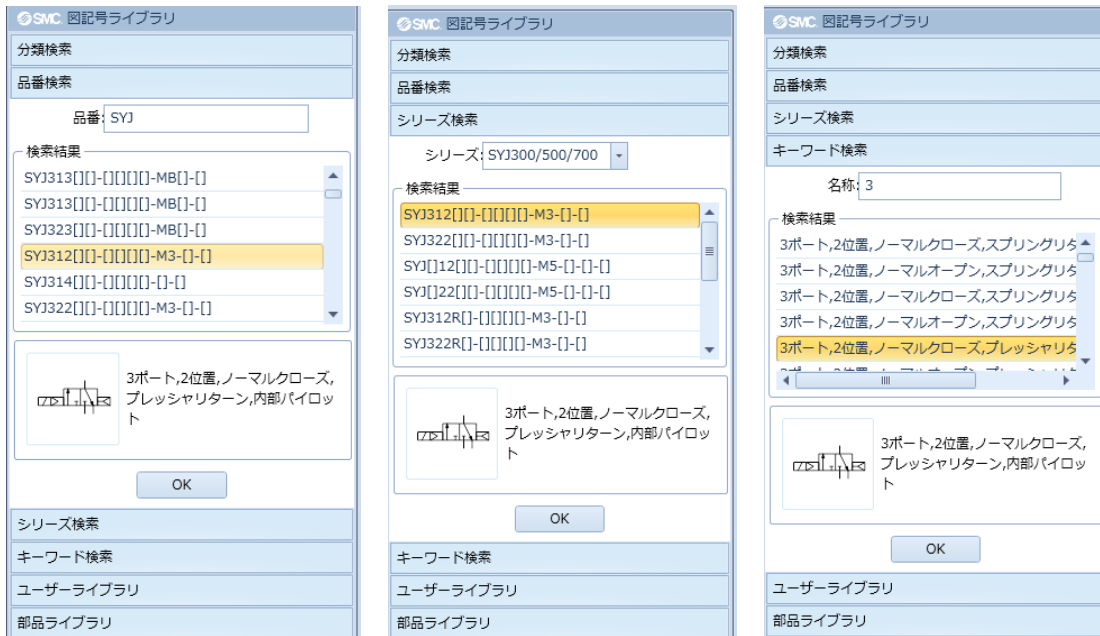 SMC 図記号ライブラリ
分類検索
品番検索
品番: SYJ
検索結果
SYJ313[][]-[][][][]-MB[]-[]
SYJ313[][]-[][][][]-MB[]-[]
SYJ323[][]-[][][][]-MB[]-[]
SYJ312[][]-[][][][]-M3-[]-[]
SYJ314[][]-[][][][]-[]-[]
SYJ322[][]-[][][][]-M3-[]-[]
3ポート,2位置,ノーマルクローズ,
プレッシャリターン,内部パイロッ
ト
OK
シリーズ検索
キーワード検索
ユーザーライブラリ
部品ライブラリ
SMC 図記号ライブラリ
分類検索
品番検索
シリーズ検索
シリーズ: SYJ300/500/700
検索結果
SYJ312[][]-[][][][]-M3-[]-[]
SYJ322[][]-[][][][]-M3-[]-[]
SYJ[]12[][]-[][][][]-M5-[]-[]-[]
SYJ[]22[][]-[][][][]-M5-[]-[]-[]
SYJ312R[]-[][][][]-M3-[]-[]
SYJ322R[]-[][][][]-M3-[]-[]
3ポート,2位置,ノーマルクローズ,
プレッシャリターン,内部パイロッ
ト
OK
キーワード検索
ユーザーライブラリ
部品ライブラリ
SMC 図記号ライブラリ
分類検索
品番検索
シリーズ検索
キーワード検索
名称: 3
検索結果
3ポート,2位置,ノーマルクローズ,スプリングリタ
3ポート,2位置,ノーマルオープン,スプリングリタ
3ポート,2位置,ノーマルクローズ,スプリングリタ
3ポート,2位置,ノーマルオープン,スプリングリタ
3ポート,2位置,ノーマルクローズ,プレッシャリタ
3ポート,2位置,ノーマルクローズ,
プレッシャリターン,内部パイロッ
ト
OK
ユーザーライブラリ
部品ライブラリ